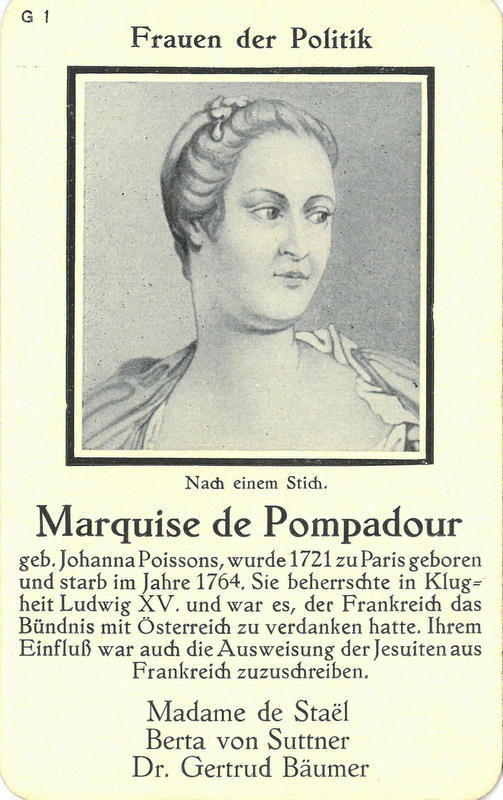 G 1
Frauen der Politik
Nach einem Stich.
Marquise de Pompadour
geb. Johanna Poissons, wurde 1721 zu Paris geboren
und starb im Jahre 1764. Sie beherrschte in Klug=
heit Ludwig XV. und war es, der Frankreich das
Bündnis mit Österreich zu verdanken hatte. Ihrem
Einfluß war auch die Ausweisung der Jesuiten aus
Frankreich zuzuschreiben.
Madame de Staël
Berta von Suttner
Dr. Gertrud Bäumer